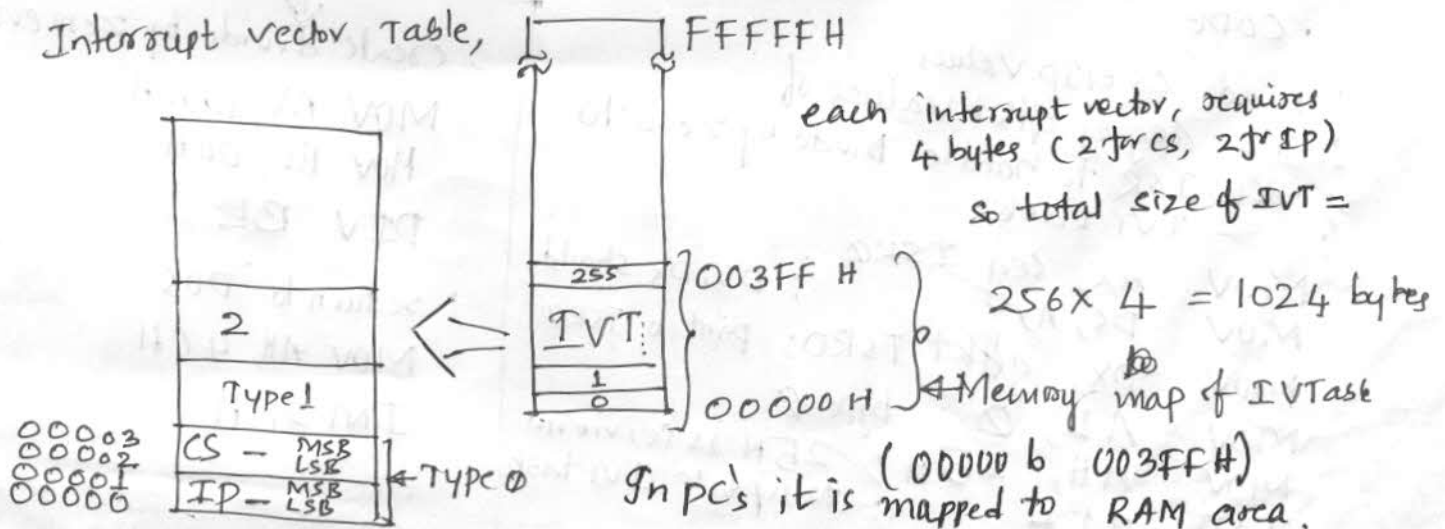 Interrupt vector Table,
FFFFFH
each interrupt vector, requires
4 bytes (2 for cs, 2 fr Ip)
so total size of IVT =
255
003FF H
256 × 4 = 1024 bytes
IVT
1
0
00000 H
Memory map of IVTask
(00000 to 003FF H)
In pc's it is mapped to RAM area.
2
Type 1
00003
00002
00001
00000
CS - MSB
LSB
IP - MSB
LSB
Type 0